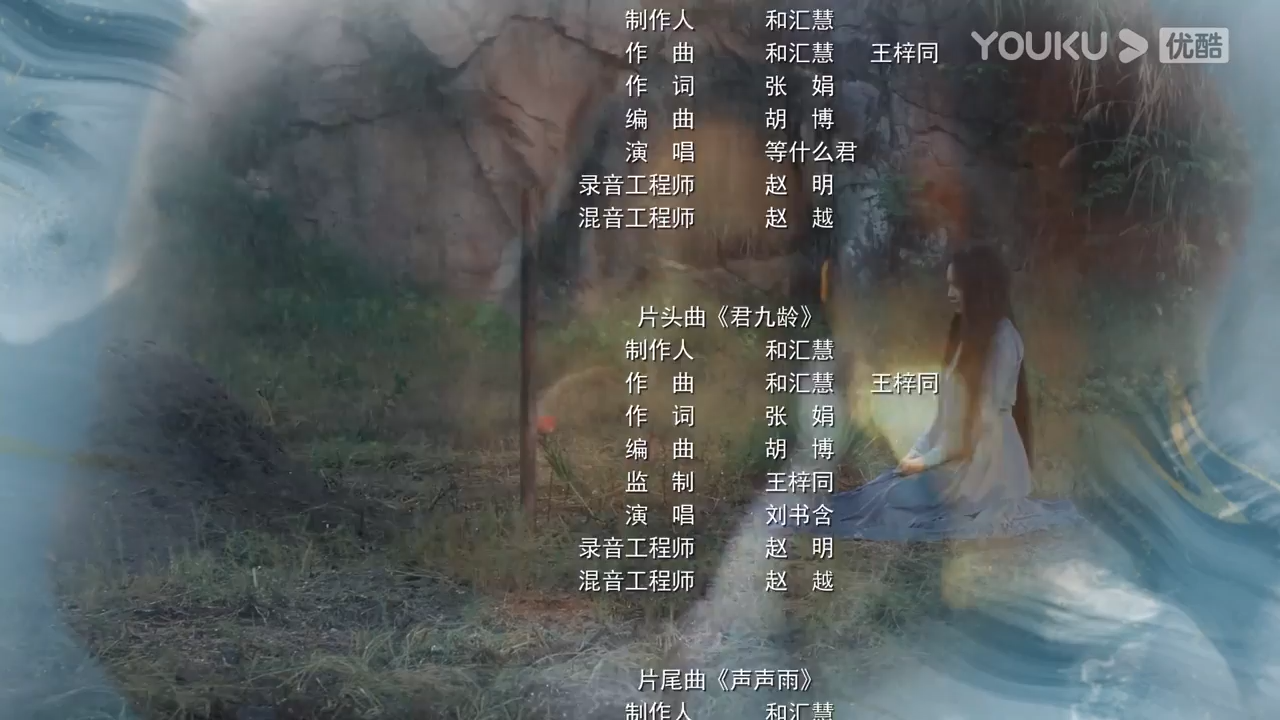 制作人 和汇慧
作 曲 和汇慧 王梓同
YOUKU 优酷
作 词 张 娟
编 曲 胡 博
演 唱 等什么君
录音工程师 赵 明
混音工程师 赵 越
片头曲《君九龄》
制作人 和汇慧
作 曲 和汇慧 王梓同
作 词 张 娟
编 曲 胡 博
监 制 王梓同
演 唱 刘书含
录音工程师 赵 明
混音工程师 赵 越
片尾曲《声声雨》
制作人 和汇慧